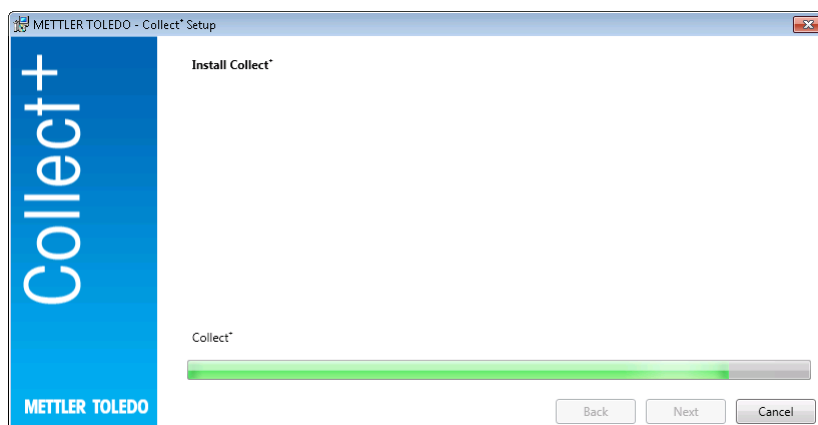 METTLER TOLEDO - Collect⁺ Setup
Collect+
Install Collect⁺
Collect⁺
METTLER TOLEDO
Back
Next
Cancel